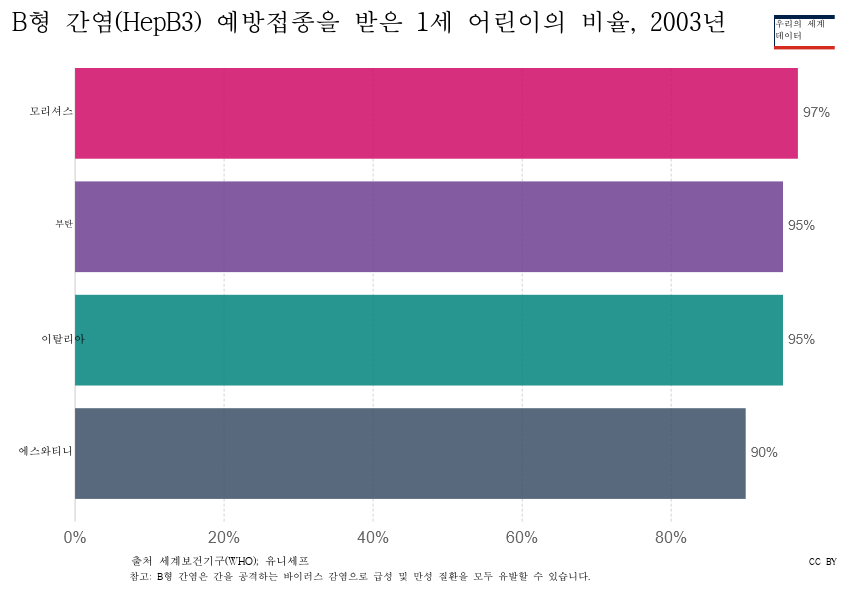 B형 간염(HepB3) 예방접종을 받은 1세 어린이의 비율, 2003년
우리의 세계
데이터
모리셔스
97%
부탄
95%
이탈리아
95%
에스와티니
90%
0%
20%
40%
60%
80%
출처 세계보건기구(WHO); 유니세프
CC BY
참고: B형 간염은 간을 공격하는 바이러스 감염으로 급성 및 만성 질환을 모두 유발할 수 있습니다.